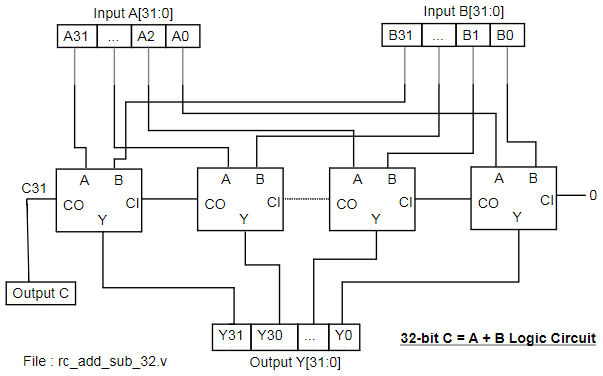 Input A[31:0]
Input B[31:0]
A31 ... A2 A0
B31 ... B1 B0
A B A B A B A B
C31 CO CI CO CI CO CI CO CI 0
Y Y Y Y
Output C
Y31 Y30 ... Y0
32-bit C = A + B Logic Circuit
File : rc_add_sub_32.v
Output Y[31:0]